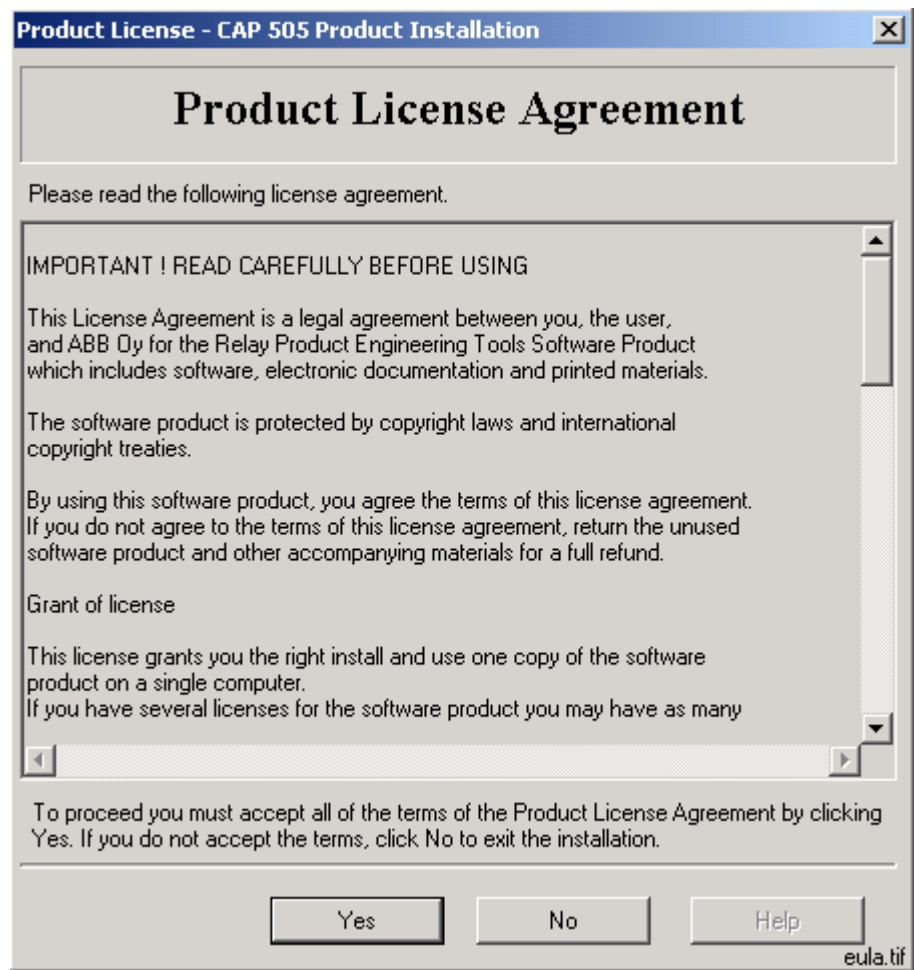 Product License - CAP 505 Product Installation
Product License Agreement
Please read the following license agreement.
IMPORTANT ! READ CAREFULLY BEFORE USING
This License Agreement is a legal agreement between you, the user,
and ABB Oy for the Relay Product Engineering Tools Software Product
which includes software, electronic documentation and printed materials.
The software product is protected by copyright laws and international
copyright treaties.
By using this software product, you agree the terms of this license agreement.
If you do not agree to the terms of this license agreement, return the unused
software product and other accompanying materials for a full refund.
Grant of license
This license grants you the right install and use one copy of the software
product on a single computer.
If you have several licenses for the software product you may have as many
To proceed you must accept all of the terms of the Product License Agreement by clicking
Yes. If you do not accept the terms, click No to exit the installation.
Yes No Help
eula.tif